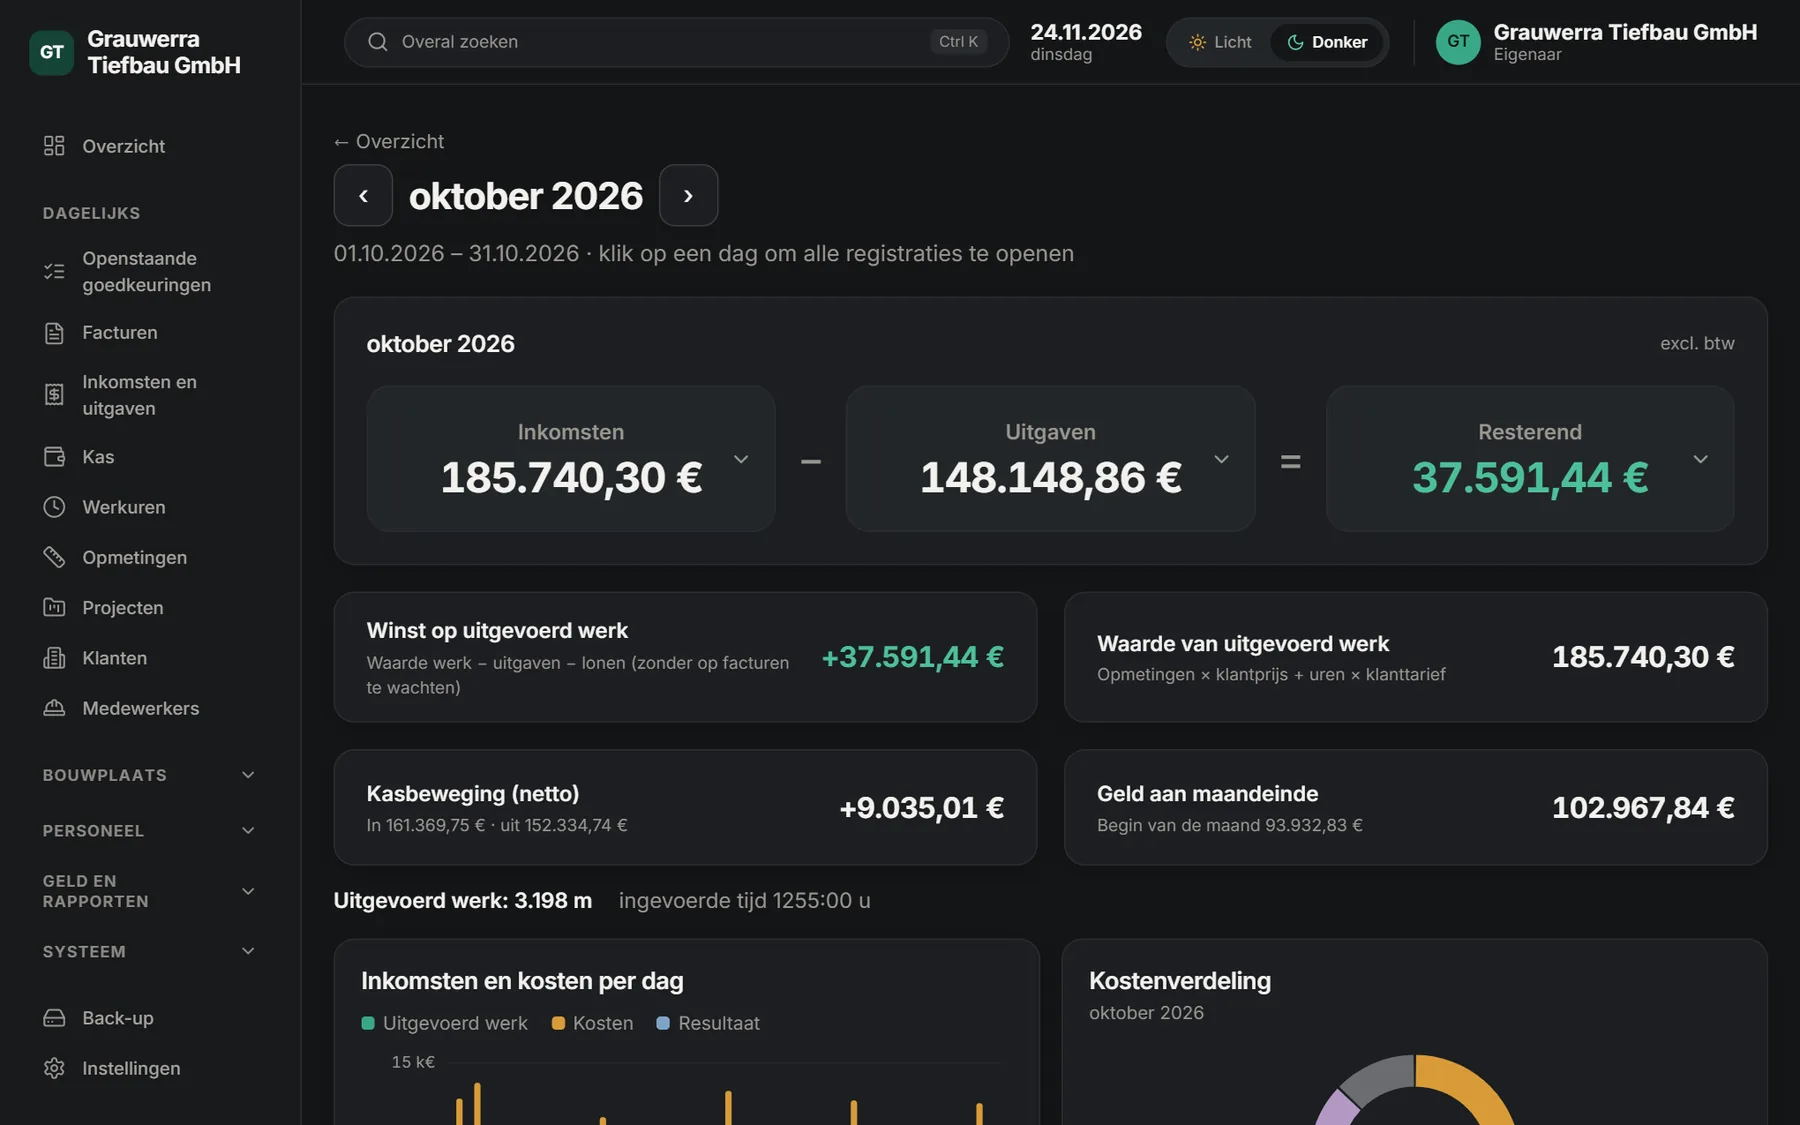 GT
Grauwerra
Tiefbau GmbH
Overzicht
DAGELIJKS
Openstaande
goedkeuringen
Facturen
Inkomsten en
uitgaven
Kas
Werkuren
Opmetingen
Projecten
Klanten
Medewerkers
BOUWPLAATS
PERSONEEL
GELD EN
RAPPORTEN
SYSTEEM
Back-up
Instellingen
Overal zoeken
Ctrl K
24.11.2026
dinsdag
Licht
Donker
GT
Grauwerra Tiefbau GmbH
Eigenaar
← Overzicht
‹ oktober 2026 ›
01.10.2026 – 31.10.2026 · klik op een dag om alle registraties te openen
oktober 2026
excl. btw
Inkomsten
185.740,30 €
–
Uitgaven
148.148,86 €
=
Resterend
37.591,44 €
Winst op uitgevoerd werk
Waarde werk – uitgaven – lonen (zonder op facturen
te wachten)
+37.591,44 €
Waarde van uitgevoerd werk
Opmetingen × klantprijs + uren × klanttarief
185.740,30 €
Kasbeweging (netto)
In 161.369,75 € · uit 152.334,74 €
+9.035,01 €
Geld aan maandeinde
Begin van de maand 93.932,83 €
102.967,84 €
Uitgevoerd werk: 3.198 m ingevoerde tijd 1255:00 u
Inkomsten en kosten per dag
Uitgevoerd werk Kosten Resultaat
15 k€
Kostenverdeling
oktober 2026